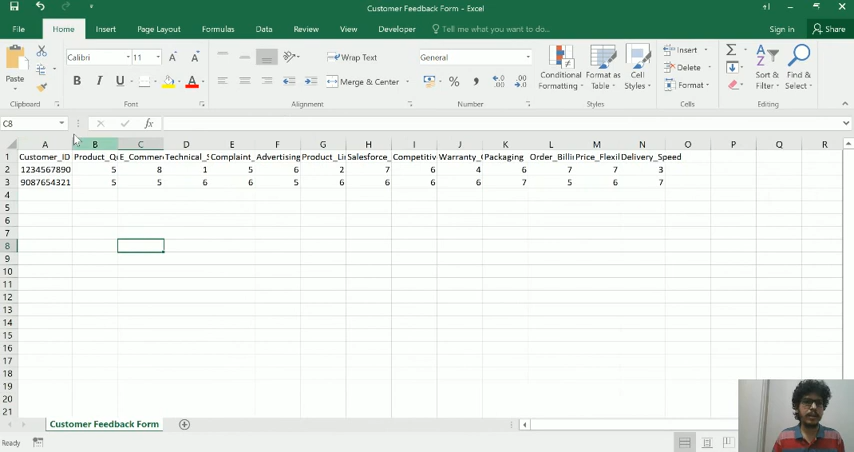 Customer Feedback Form - Excel
Sign in
Share
File Home Insert Page Layout Formulas Data Review View Developer Tell me what you want to do...
Paste
Calibri 11
B I U
Wrap Text
Merge & Center
General
Conditional Formatting
Format as Table
Cell Styles
Insert
Delete
Format
Sort & Filter
Find & Select
Clipboard Font Alignment Number Styles Cells Editing
C8 fx
A B C D E F G H I J K L M N O P Q R
1 Customer_ID Product_Qu E_Commerc Technical_S Complaint_ Advertising Product_Lin Salesforce_ Competitiv Warranty_C Packaging Order_Billin Price_Flexil Delivery_Speed
2 1234567890 5 8 1 5 6 2 7 6 4 6 7 7 3
3 9087654321 5 5 6 6 5 6 6 6 6 7 5 6 7
4
5
6
7
8
9
10
11
12
13
14
15
16
17
18
19
20
21
Customer Feedback Form
Ready